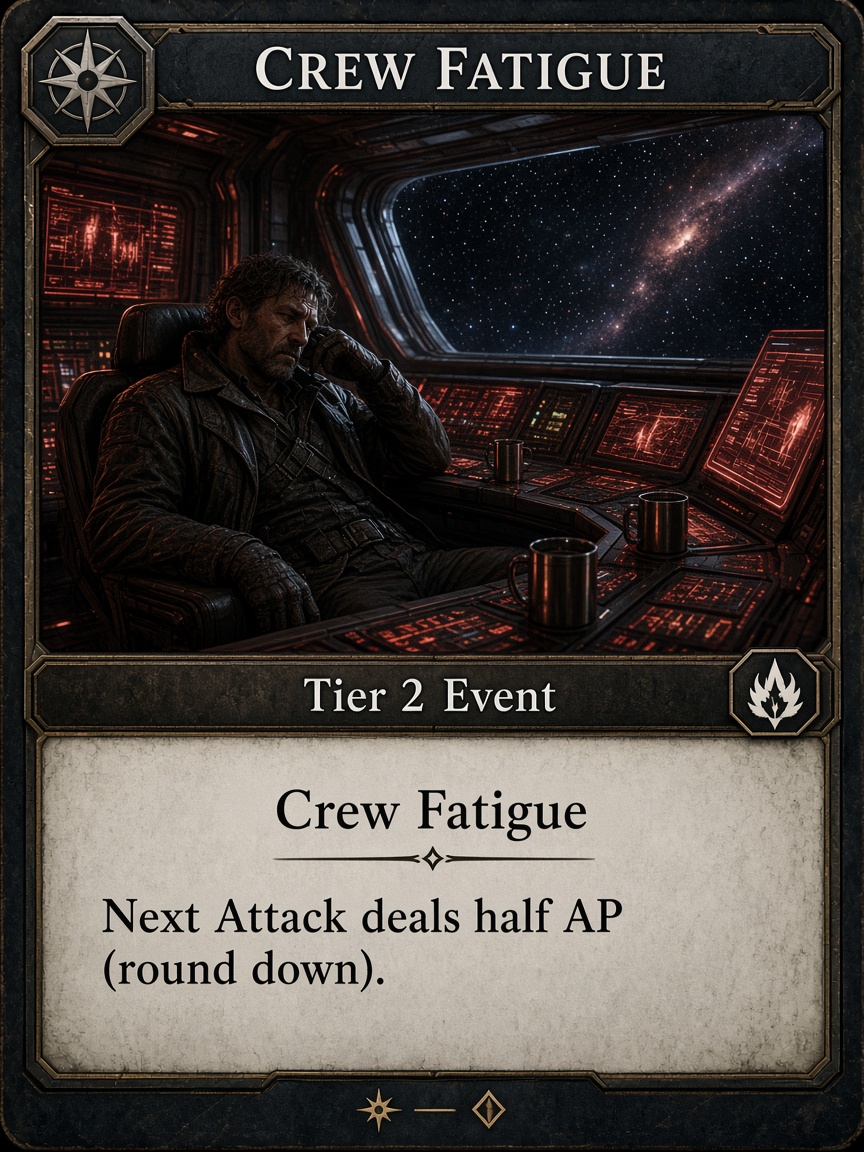 CREW FATIGUE
Tier 2 Event
Crew Fatigue
Next Attack deals half AP
(round down).